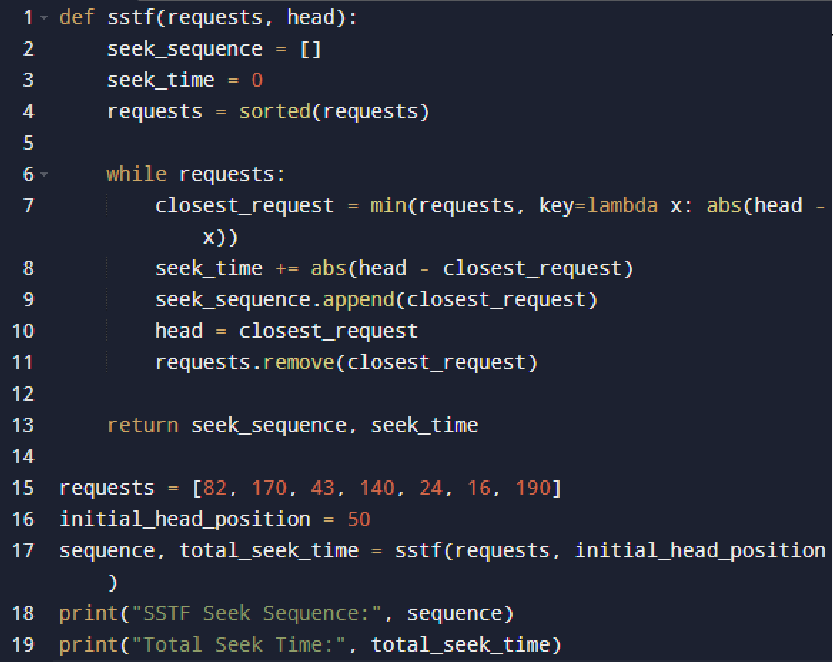 1 def sstf(requests, head):
2     seek_sequence = []
3     seek_time = 0
4     requests = sorted(requests)
5
6     while requests:
7         closest_request = min(requests, key=lambda x: abs(head -
            x))
8         seek_time += abs(head - closest_request)
9         seek_sequence.append(closest_request)
10         head = closest_request
11         requests.remove(closest_request)
12
13     return seek_sequence, seek_time
14
15 requests = [82, 170, 43, 140, 24, 16, 190]
16 initial_head_position = 50
17 sequence, total_seek_time = sstf(requests, initial_head_position
    )
18 print("SSTF Seek Sequence:", sequence)
19 print("Total Seek Time:", total_seek_time)